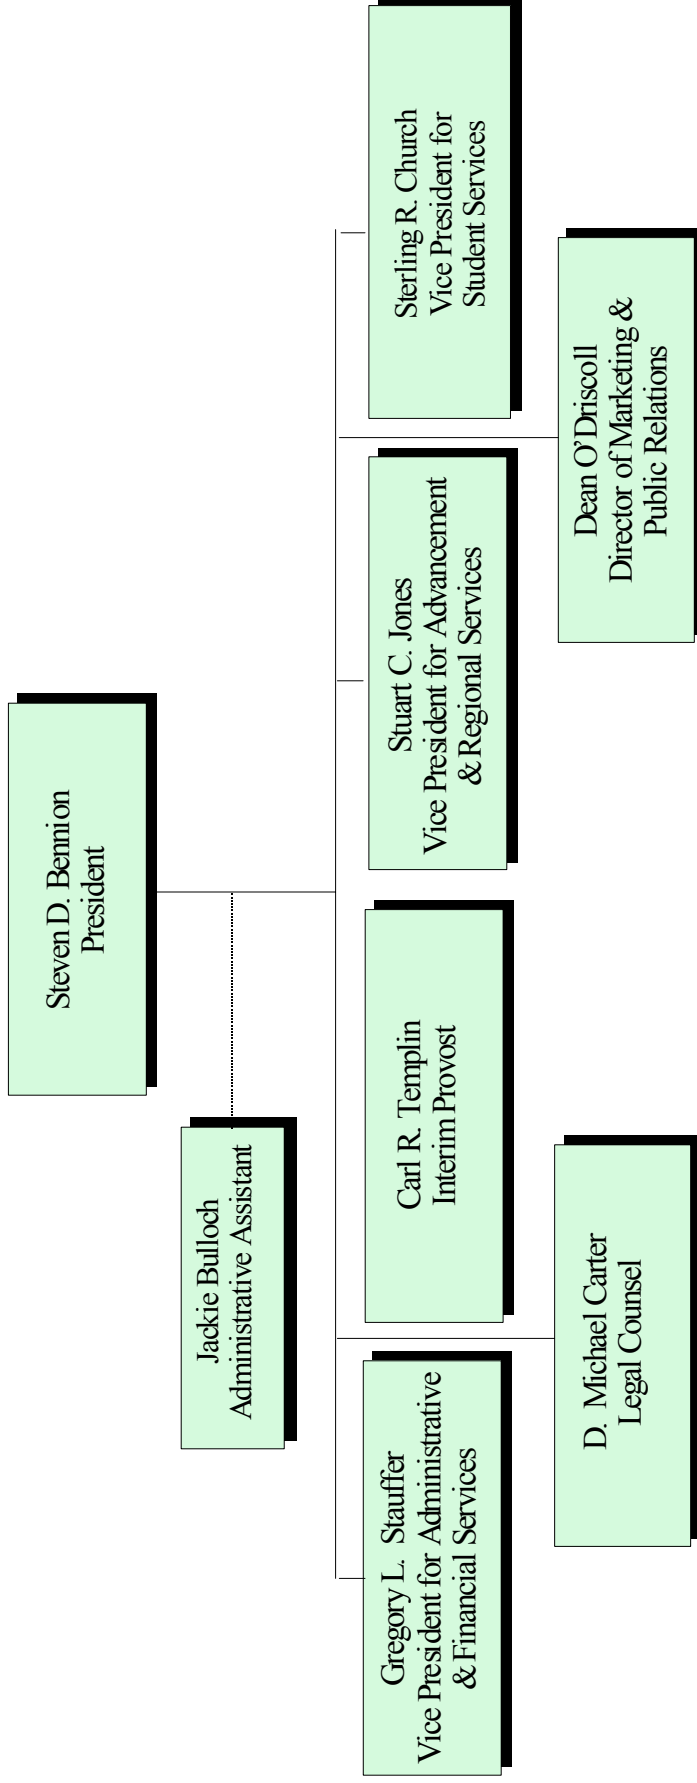 Steven D. Bennion
President
Jackie Bulloch
Administrative Assistant
Gregory L. Stauffer
Vice President for Administrative
& Financial Services
Carl R. Templin
Interim Provost
Stuart C. Jones
Vice President for Advancement
& Regional Services
Sterling R. Church
Vice President for
Student Services
D. Michael Carter
Legal Counsel
Dean O'Driscoll
Director of Marketing &
Public Relations